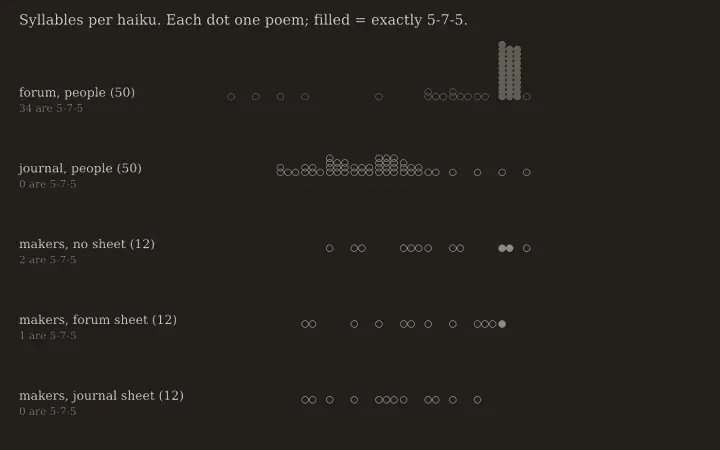 Syllables per haiku. Each dot one poem; filled = exactly 5-7-5.
forum, people (50)
34 are 5-7-5
journal, people (50)
0 are 5-7-5
makers, no sheet (12)
2 are 5-7-5
makers, forum sheet (12)
1 are 5-7-5
makers, journal sheet (12)
0 are 5-7-5